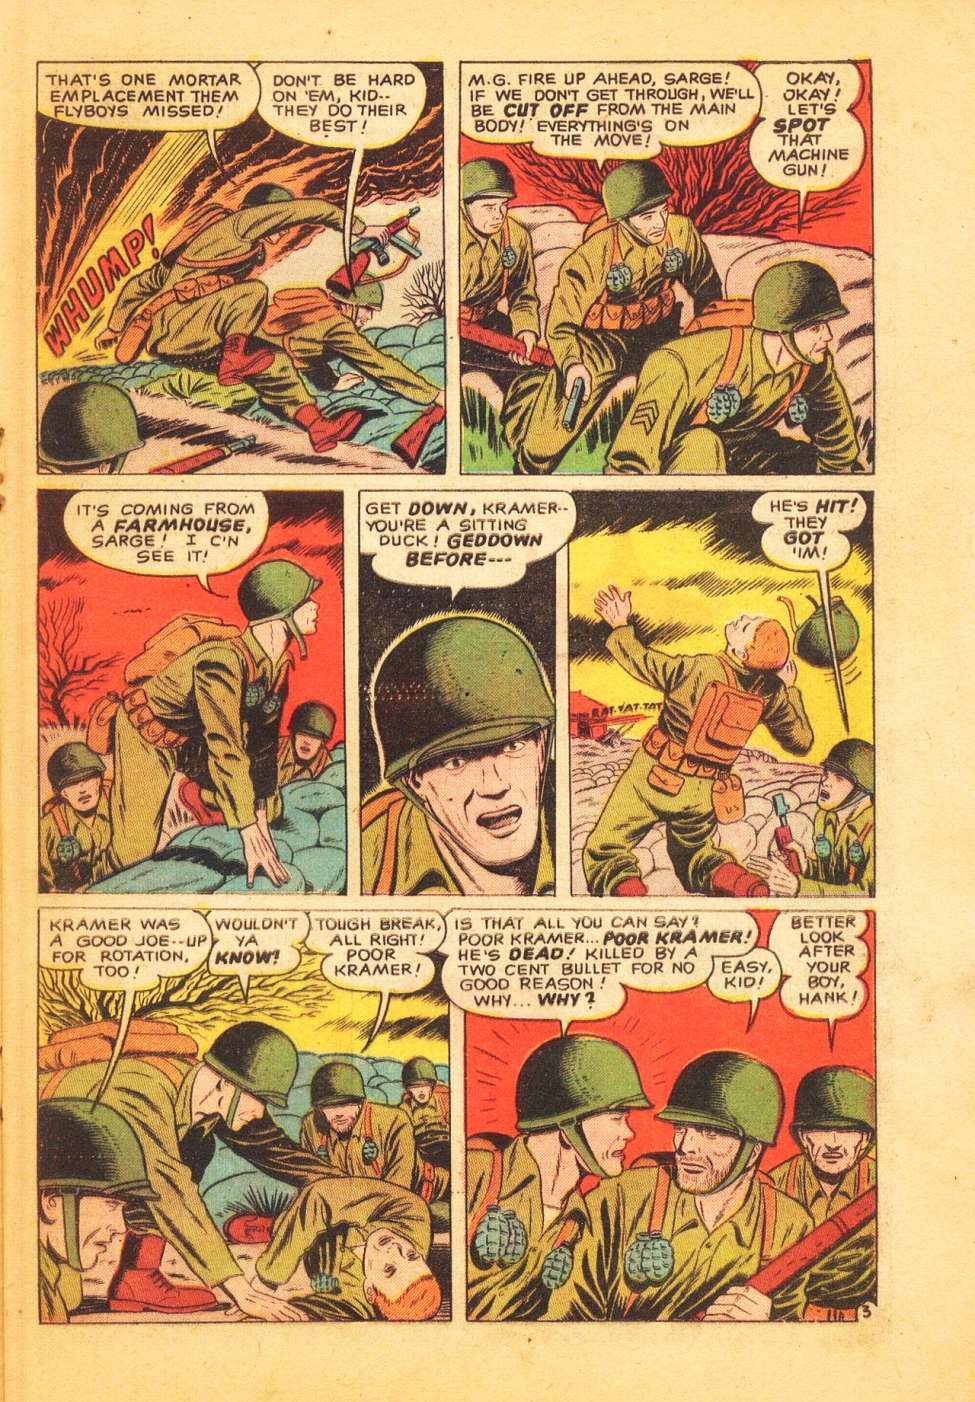 THAT'S ONE MORTAR
EMPLACEMENT THEM
FLYBOYS MISSED!
DON'T BE HARD
ON 'EM, KID--
THEY DO THEIR
BEST!
WHUMP!
M.G. FIRE UP AHEAD, SARGE!
IF WE DON'T GET THROUGH, WE'LL
BE CUT OFF FROM THE MAIN
BODY! EVERYTHING'S ON
THE MOVE!
OKAY,
OKAY!
LET'S
SPOT
THAT
MACHINE
GUN!
IT'S COMING FROM
A FARMHOUSE,
SARGE! I C'N
SEE IT!
GET DOWN, KRAMER--
YOU'RE A SITTING
DUCK! GEDDOWN
BEFORE---
HE'S HIT!
THEY
GOT
'IM!
RAT-TAT-TAT
U.S
KRAMER WAS
A GOOD JOE--UP
FOR ROTATION,
TOO!
WOULDN'T
YA
KNOW?
TOUGH BREAK,
ALL RIGHT!
POOR
KRAMER!
IS THAT ALL YOU CAN SAY?
POOR KRAMER... POOR KRAMER!
HE'S DEAD! KILLED BY A
TWO CENT BULLET FOR NO
GOOD REASON!
WHY... WHY?
EASY,
KID!
BETTER
LOOK
AFTER
YOUR
BOY,
HANK!
3